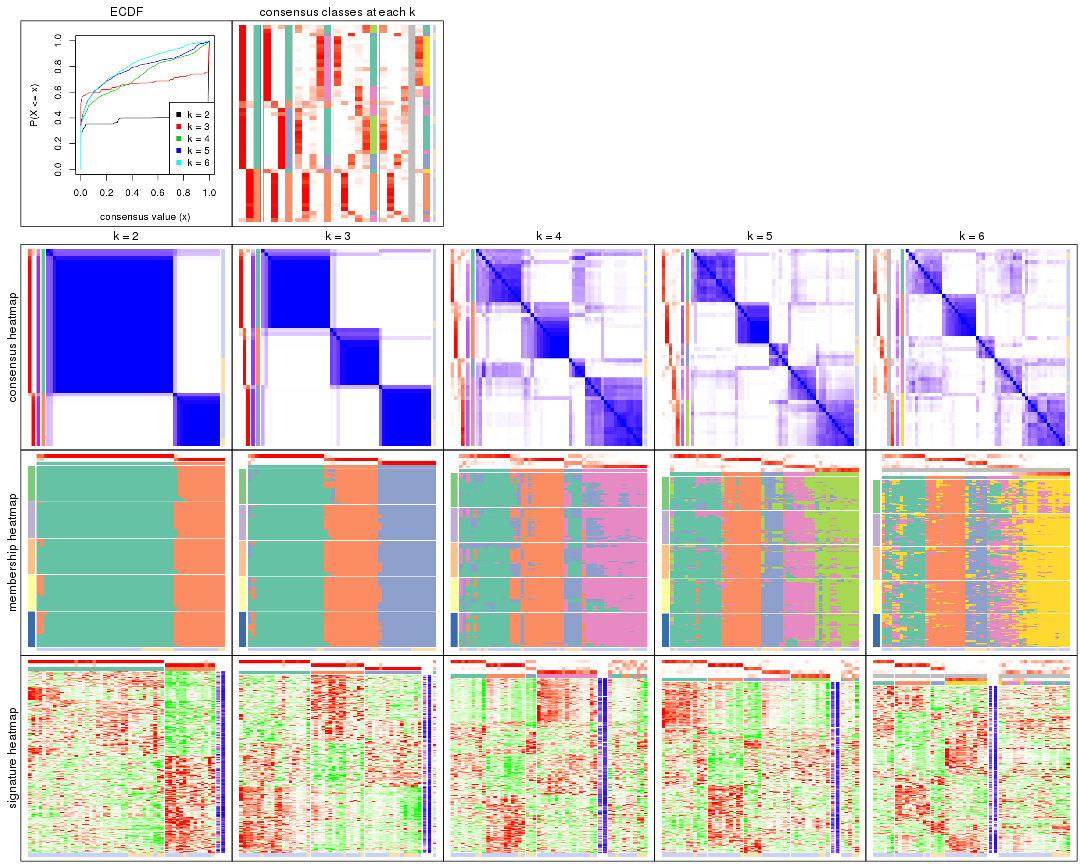 ECDF
consensus classes at each k
P(X <= x)
0.0 0.2 0.4 0.6 0.8 1.0
k = 2
k = 3
k = 4
k = 5
k = 6
0.0 0.2 0.4 0.6 0.8 1.0
consensus value (x)
k = 2
k = 3
k = 4
k = 5
k = 6
consensus heatmap
membership heatmap
signature heatmap